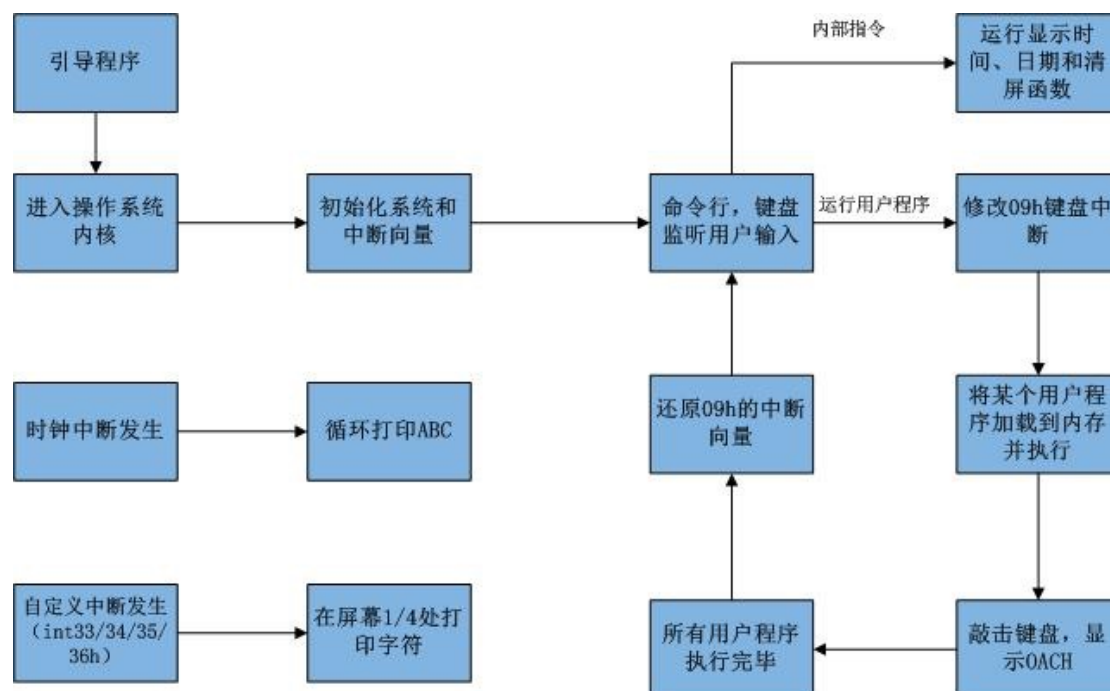 引导程序
内部指令
运行显示时
间、日期和清
屏函数
进入操作系统
内核
初始化系统和
中断向量
命令行，键盘
监听用户输入
运行用户程序
修改09h键盘中
断
时钟中断发生
循环打印ABC
还原09h的中断
向量
将某个用户程
序加载到内存
并执行
自定义中断发生
（int33/34/35/
36h）
在屏幕1/4处打
印字符
所有用户程序
执行完毕
敲击键盘，显
示OACH